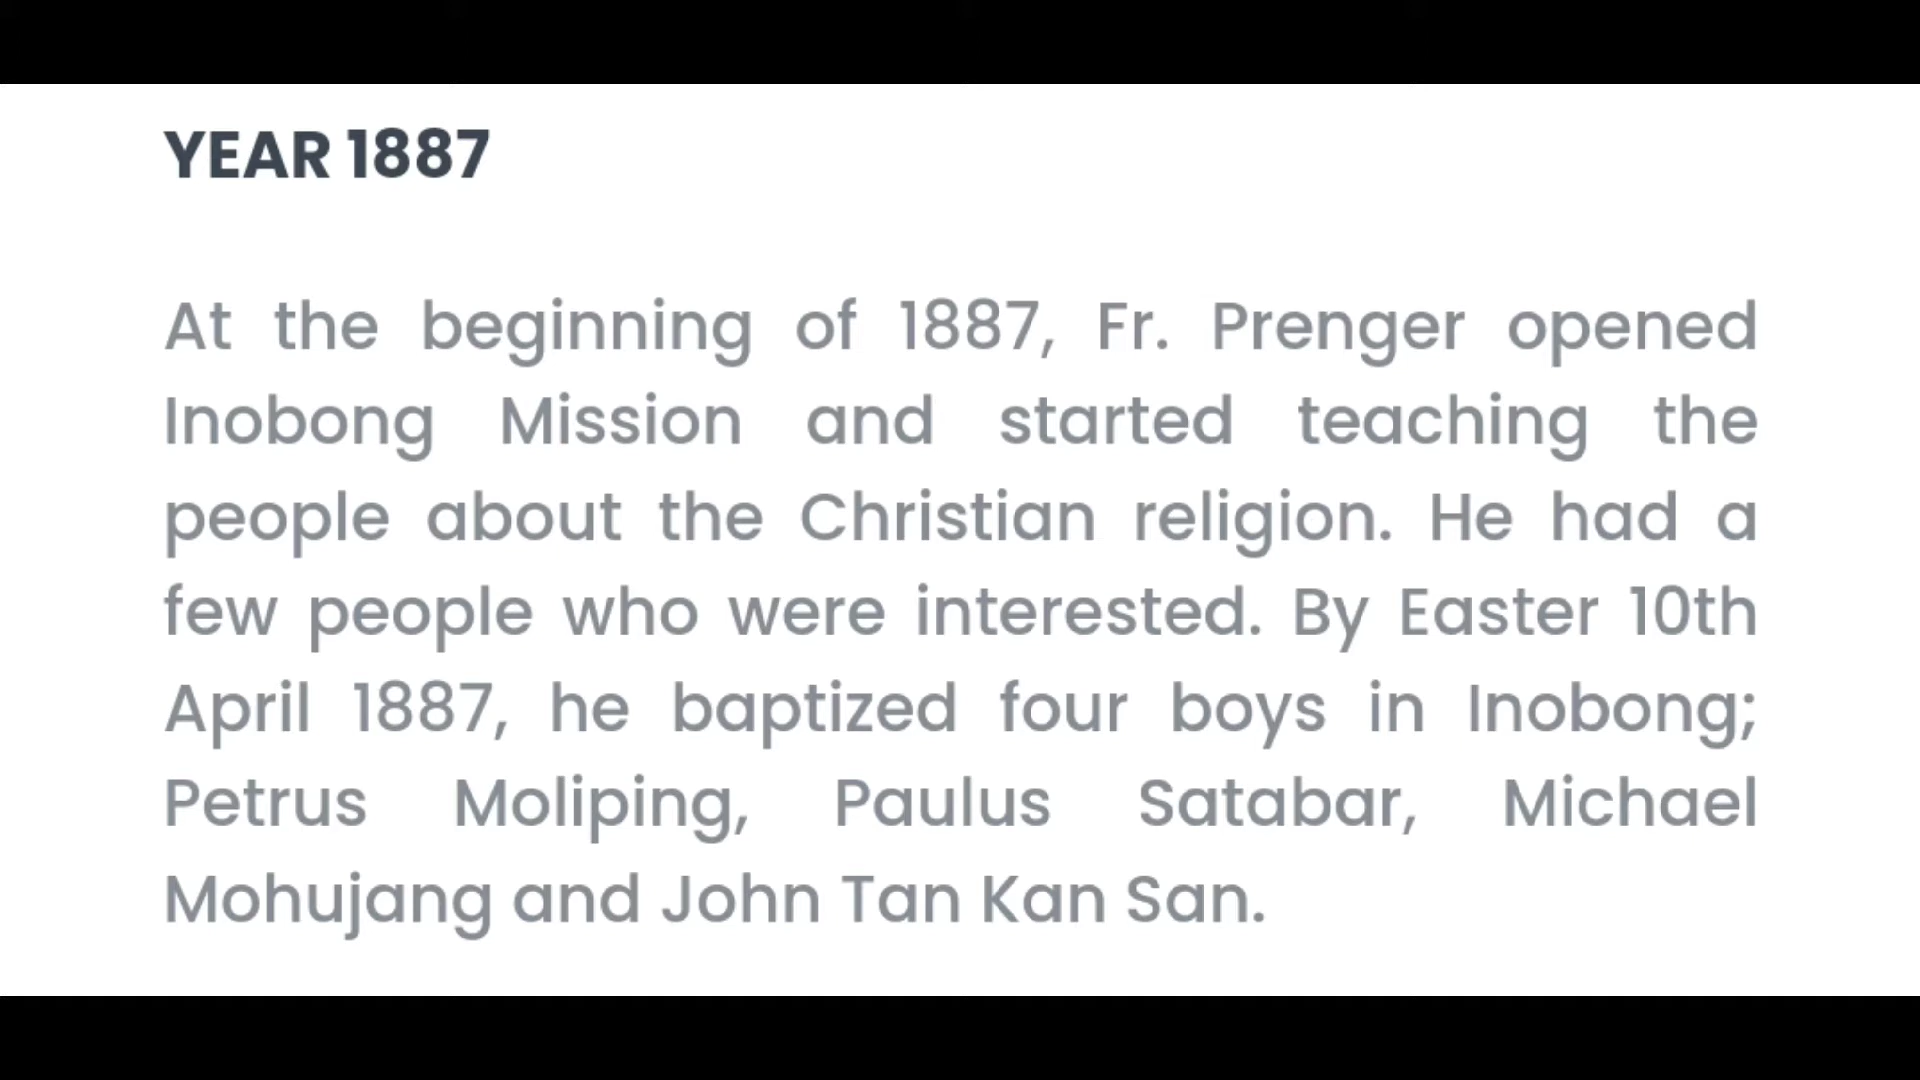 YEAR 1887
At the beginning of 1887, Fr. Prenger opened
Inobong Mission and started teaching the
people about the Christian religion. He had a
few people who were interested. By Easter 10th
April 1887, he baptized four boys in Inobong;
Petrus Moliping, Paulus Satabar, Michael
Mohujang and John Tan Kan San.